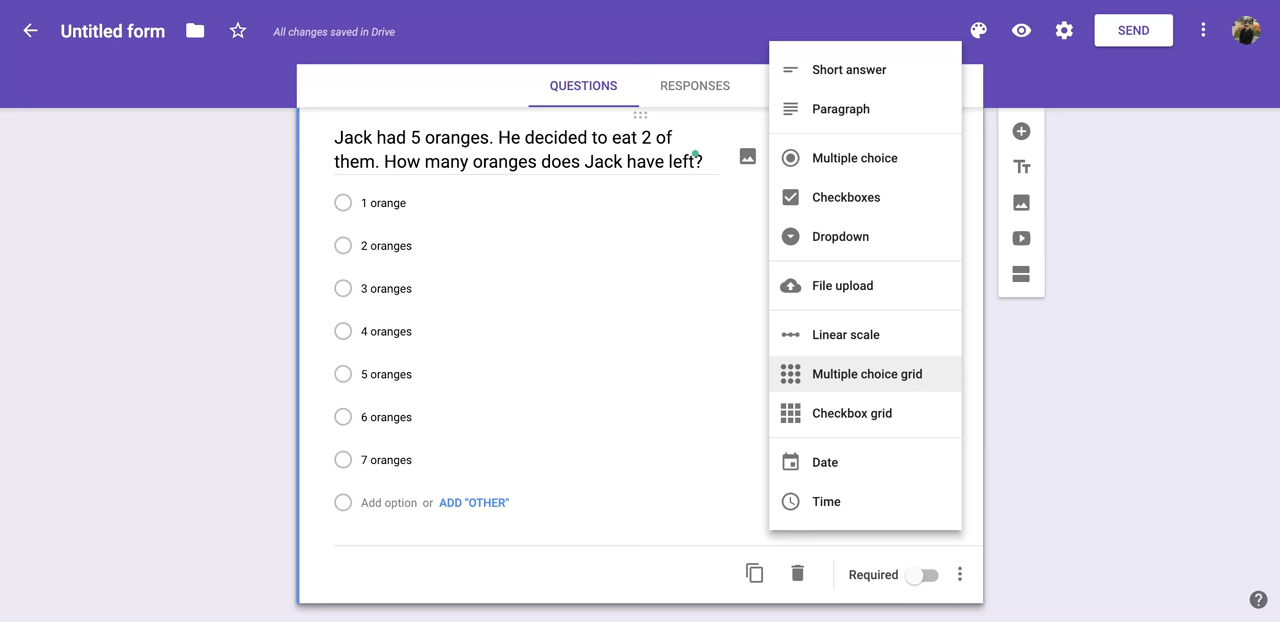 Untitled form
All changes saved in Drive
SEND
QUESTIONS
RESPONSES
Jack had 5 oranges. He decided to eat 2 of
them. How many oranges does Jack have left?
1 orange
2 oranges
3 oranges
4 oranges
5 oranges
6 oranges
7 oranges
Add option or ADD "OTHER"
Short answer
Paragraph
Multiple choice
Checkboxes
Dropdown
File upload
Linear scale
Multiple choice grid
Checkbox grid
Date
Time
Required